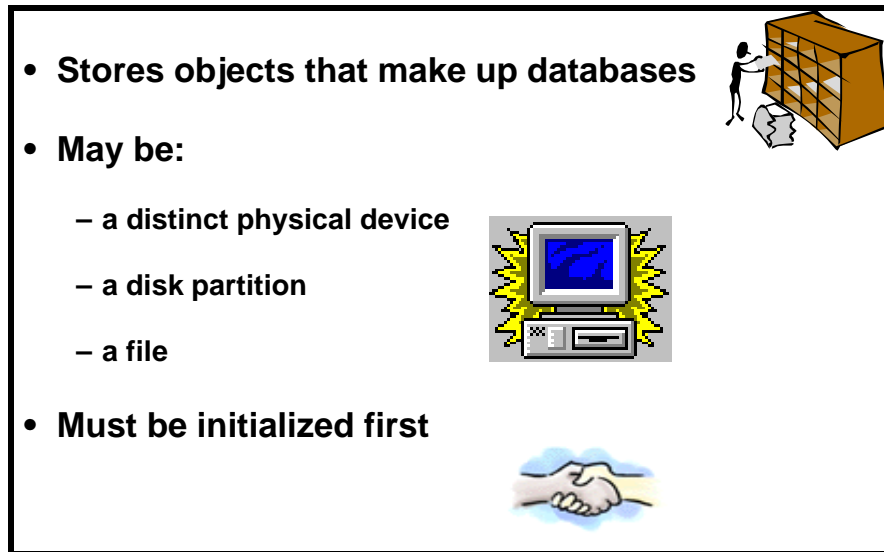 • Stores objects that make up databases
• May be:
– a distinct physical device
– a disk partition
– a file
• Must be initialized first